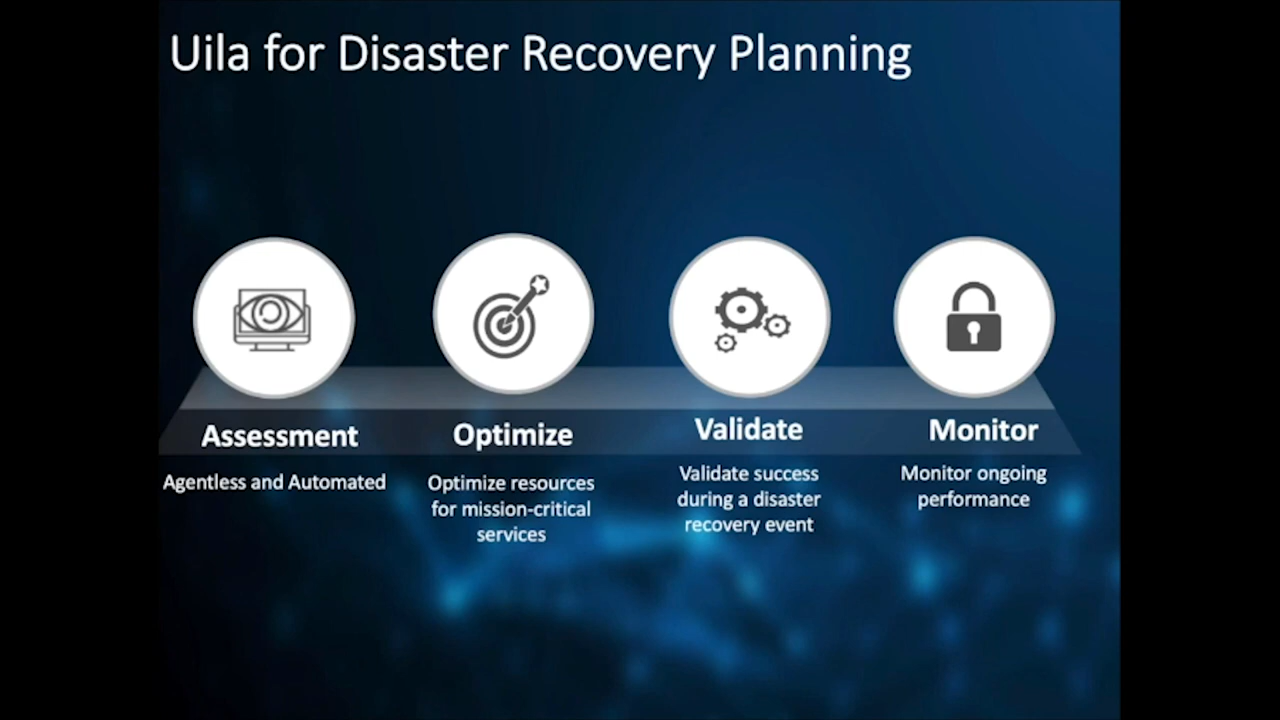 Uila for Disaster Recovery Planning
Assessment
Agentless and Automated
Optimize
Optimize resources
for mission-critical
services
Validate
Validate success
during a disaster
recovery event
Monitor
Monitor ongoing
performance